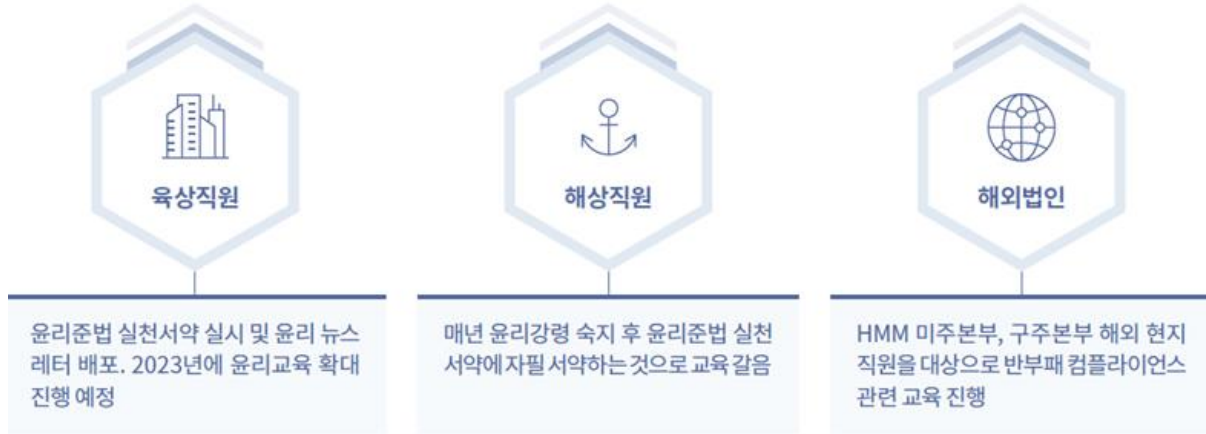 육상직원
윤리준법 실천서약 실시 및 윤리 뉴스
레터 배포. 2023년에 윤리교육 확대
진행 예정
해상직원
매년 윤리강령 숙지 후 윤리준법 실천
서약에 자필 서약하는 것으로 교육 갈음
해외법인
HMM 미주본부, 구주본부 해외 현지
직원을 대상으로 반부패 컴플라이언스
관련 교육 진행